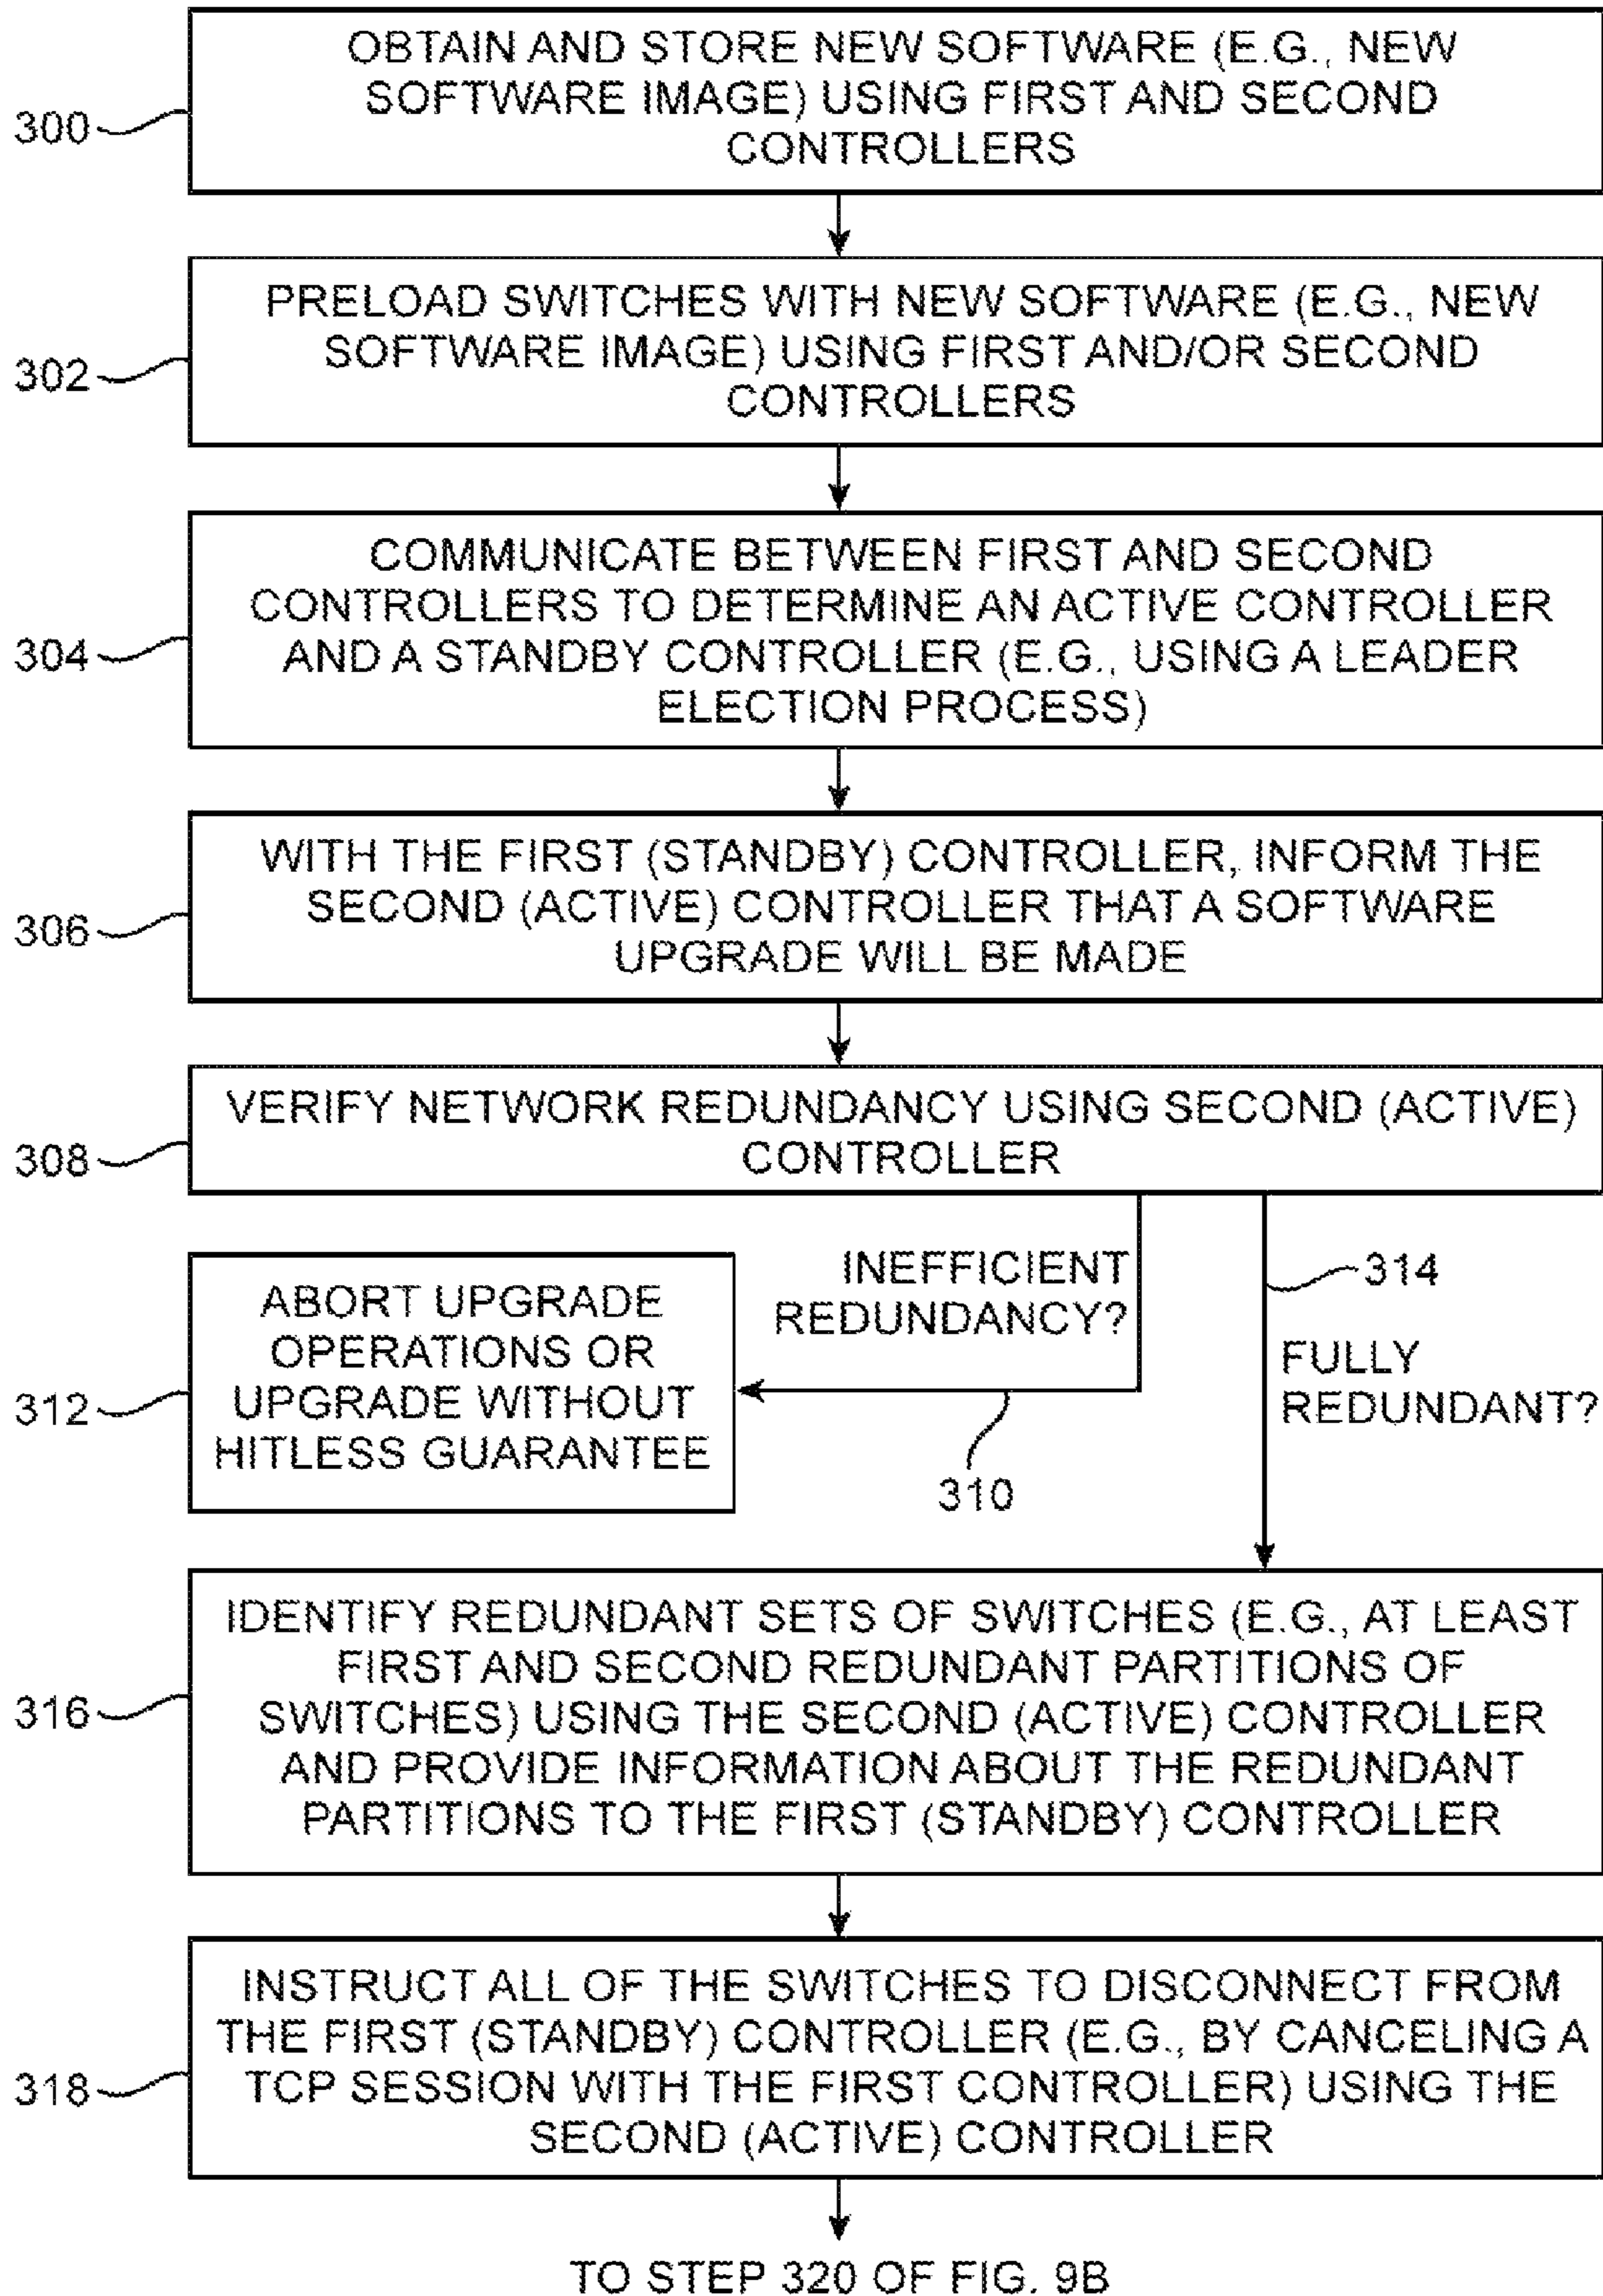 OBTAIN AND STORE NEW SOFTWARE (E.G., NEW
SOFTWARE IMAGE) USING FIRST AND SECOND
CONTROLLERS
300
PRELOAD SWITCHES WITH NEW SOFTWARE (E.G., NEW
SOFTWARE IMAGE) USING FIRST AND/OR SECOND
CONTROLLERS
302
COMMUNICATE BETWEEN FIRST AND SECOND
CONTROLLERS TO DETERMINE AN ACTIVE CONTROLLER
AND A STANDBY CONTROLLER (E.G., USING A LEADER
ELECTION PROCESS)
304
WITH THE FIRST (STANDBY) CONTROLLER, INFORM THE
SECOND (ACTIVE) CONTROLLER THAT A SOFTWARE
UPGRADE WILL BE MADE
306
VERIFY NETWORK REDUNDANCY USING SECOND (ACTIVE)
CONTROLLER
308
INEFFICIENT
REDUNDANCY?
310
314
FULLY
REDUNDANT?
ABORT UPGRADE
OPERATIONS OR
UPGRADE WITHOUT
HITLESS GUARANTEE
312
IDENTIFY REDUNDANT SETS OF SWITCHES (E.G., AT LEAST
FIRST AND SECOND REDUNDANT PARTITIONS OF
SWITCHES) USING THE SECOND (ACTIVE) CONTROLLER
AND PROVIDE INFORMATION ABOUT THE REDUNDANT
PARTITIONS TO THE FIRST (STANDBY) CONTROLLER
316
INSTRUCT ALL OF THE SWITCHES TO DISCONNECT FROM
THE FIRST (STANDBY) CONTROLLER (E.G., BY CANCELING A
TCP SESSION WITH THE FIRST CONTROLLER) USING THE
SECOND (ACTIVE) CONTROLLER
318
TO STEP 320 OF FIG. 9B